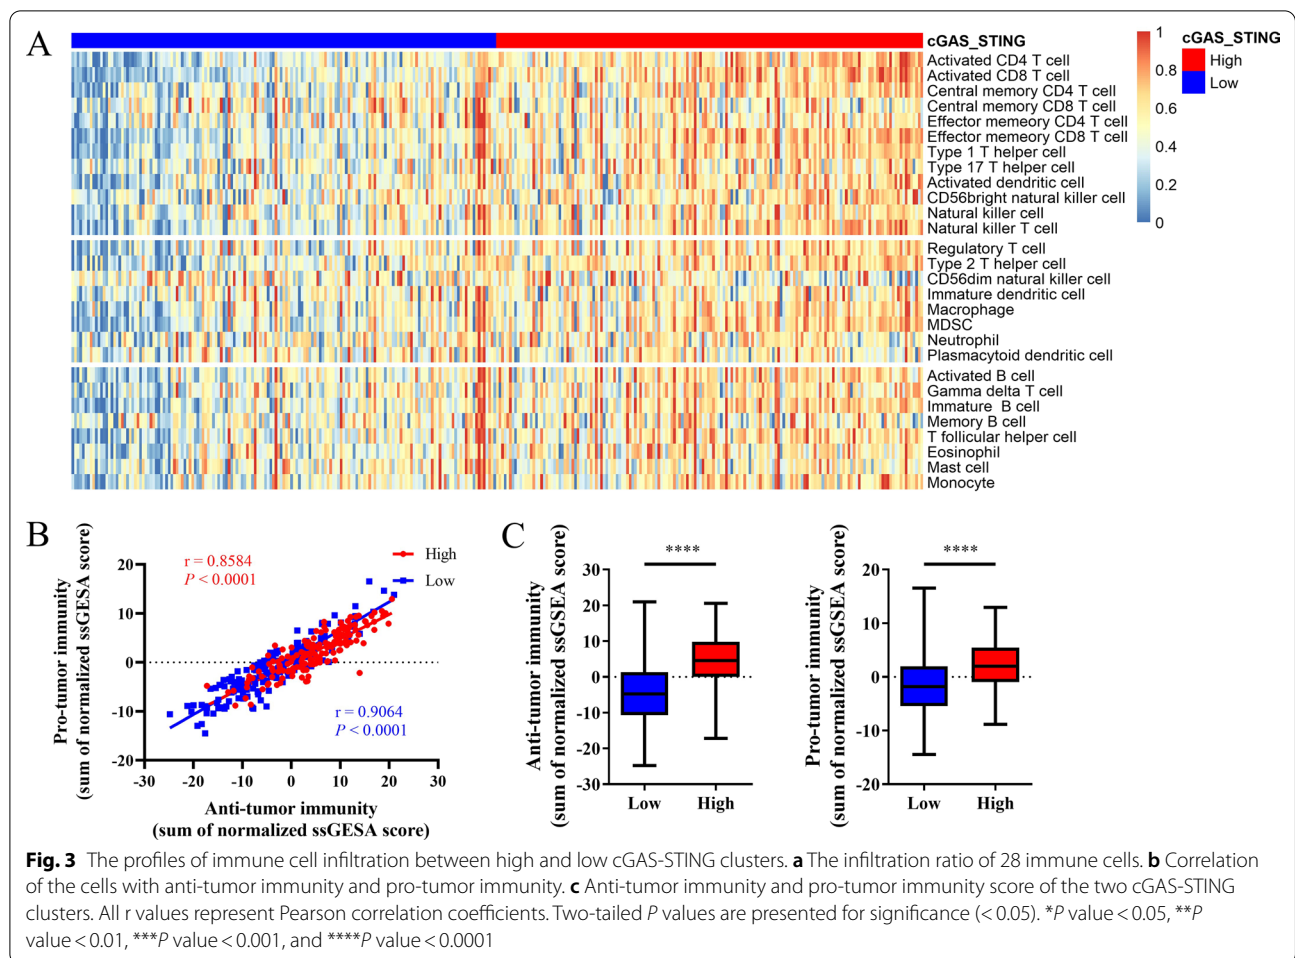 A
cGAS_STING
Activated CD4 T cell
Activated CD8 T cell
Central memory CD4 T cell
Central memory CD8 T cell
Effector memeory CD4 T cell
Effector memeory CD8 T cell
Type 1 T helper cell
Type 17 T helper cell
Activated dendritic cell
CD56bright natural killer cell
Natural killer cell
Natural killer T cell
Regulatory T cell
Type 2 T helper cell
CD56dim natural killer cell
Immature dendritic cell
Macrophage
MDSC
Neutrophil
Plasmacytoid dendritic cell
Activated B cell
Gamma delta T cell
Immature  B cell
Memory B cell
T follicular helper cell
Eosinophil
Mast cell
Monocyte
1
0.8
0.6
0.4
0.2
0
cGAS_STING
High
Low
B
Pro-tumor immunity
(sum of normalized ssGESA score)
20
10
0
-10
-20
-30
-20
-10
0
10
20
30
r = 0.8584
P < 0.0001
High
Low
r = 0.9064
P < 0.0001
Anti-tumor immunity
(sum of normalized ssGESA score)
C
Anti-tumor immunity
(sum of normalized ssGSEA score)
30
20
10
0
-10
-20
-30
****
Low
High
Pro-tumor immunity
(sum of normalized ssGSEA score)
20
10
0
-10
-20
****
Low
High
Fig. 3 The profiles of immune cell infiltration between high and low cGAS-STING clusters. a The infiltration ratio of 28 immune cells. b Correlation
of the cells with anti-tumor immunity and pro-tumor immunity. c Anti-tumor immunity and pro-tumor immunity score of the two cGAS-STING
clusters. All r values represent Pearson correlation coefficients. Two-tailed P values are presented for significance (< 0.05). *P value < 0.05, **P
value < 0.01, ***P value < 0.001, and ****P value < 0.0001